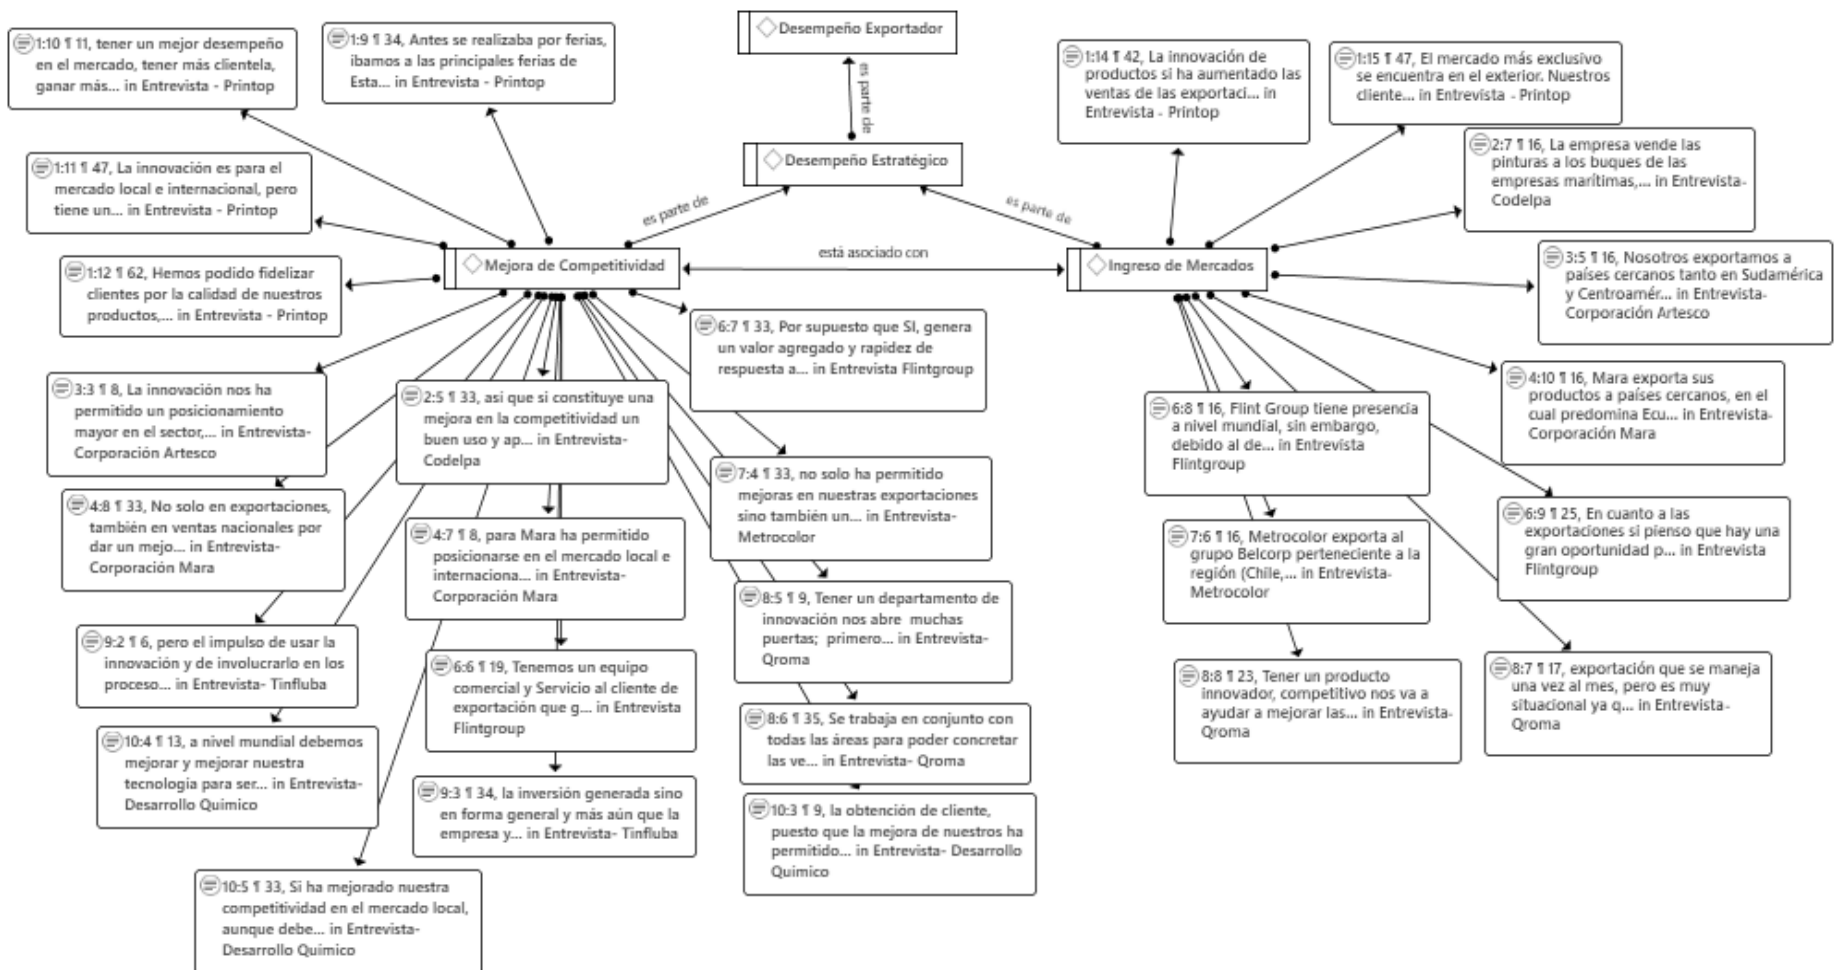 Desempeño Exportador
es parte de
Desempeño Estratégico
es parte de
es parte de
Mejora de Competitividad
está asociado con
Ingreso de Mercados
1:10 ¶ 11, tener un mejor desempeño
en el mercado, tener más clientela,
ganar más... in Entrevista - Printop
1:9 ¶ 34, Antes se realizaba por ferias,
ibamos a las principales ferias de
Esta... in Entrevista - Printop
1:11 ¶ 47, La innovación es para el
mercado local e internacional, pero
tiene un... in Entrevista - Printop
1:12 ¶ 62, Hemos podido fidelizar
clientes por la calidad de nuestros
productos,... in Entrevista - Printop
3:3 ¶ 8, La innovación nos ha
permitido un posicionamiento
mayor en el sector,... in Entrevista-
Corporación Artesco
4:8 ¶ 33, No solo en exportaciones,
también en ventas nacionales por
dar un mejo... in Entrevista-
Corporación Mara
9:2 ¶ 6, pero el impulso de usar la
innovación y de involucrarlo en los
proceso... in Entrevista- Tinfluba
10:4 ¶ 13, a nivel mundial debemos
mejorar y mejorar nuestra
tecnología para ser... in Entrevista-
Desarrollo Quimico
10:5 ¶ 33, Si ha mejorado nuestra
competitividad en el mercado local,
aunque debe... in Entrevista-
Desarrollo Quimico
2:5 ¶ 33, asi que si constituye una
mejora en la competitividad un
buen uso y ap... in Entrevista-
Codelpa
4:7 ¶ 8, para Mara ha permitido
posicionarse en el mercado local e
internaciona... in Entrevista-
Corporación Mara
6:6 ¶ 19, Tenemos un equipo
comercial y Servicio al cliente de
exportación que g... in Entrevista
Flintgroup
9:3 ¶ 34, la inversión generada sino
en forma general y más aún que la
empresa y... in Entrevista- Tinfluba
6:7 ¶ 33, Por supuesto que SI, genera
un valor agregado y rapidez de
respuesta a... in Entrevista Flintgroup
7:4 ¶ 33, no solo ha permitido
mejoras en nuestras exportaciones
sino también un... in Entrevista-
Metrocolor
8:5 ¶ 9, Tener un departamento de
innovación nos abre muchas
puertas; primero... in Entrevista-
Qroma
8:6 ¶ 35, Se trabaja en conjunto con
todas las áreas para poder concretar
las ve... in Entrevista- Qroma
10:3 ¶ 9, la obtención de cliente,
puesto que la mejora de nuestros ha
permitido... in Entrevista- Desarrollo
Quimico
1:14 ¶ 42, La innovación de
productos si ha aumentado las
ventas de las exportaci... in
Entrevista - Printop
1:15 ¶ 47, El mercado más exclusivo
se encuentra en el exterior. Nuestros
cliente... in Entrevista - Printop
2:7 ¶ 16, La empresa vende las
pinturas a los buques de las
empresas marítimas,... in Entrevista-
Codelpa
3:5 ¶ 16, Nosotros exportamos a
países cercanos tanto en Sudamérica
y Centroamér... in Entrevista-
Corporación Artesco
4:10 ¶ 16, Mara exporta sus
productos a países cercanos, en el
cual predomina Ecu... in Entrevista-
Corporación Mara
6:8 ¶ 16, Flint Group tiene presencia
a nivel mundial, sin embargo,
debido al de... in Entrevista
Flintgroup
6:9 ¶ 25, En cuanto a las
exportaciones si pienso que hay una
gran oportunidad p... in Entrevista
Flintgroup
7:6 ¶ 16, Metrocolor exporta al
grupo Belcorp perteneciente a la
región (Chile,... in Entrevista-
Metrocolor
8:8 ¶ 23, Tener un producto
innovador, competitivo nos va a
ayudar a mejorar las... in Entrevista-
Qroma
8:7 ¶ 17, exportación que se maneja
una vez al mes, pero es muy
situacional ya q... in Entrevista-
Qroma